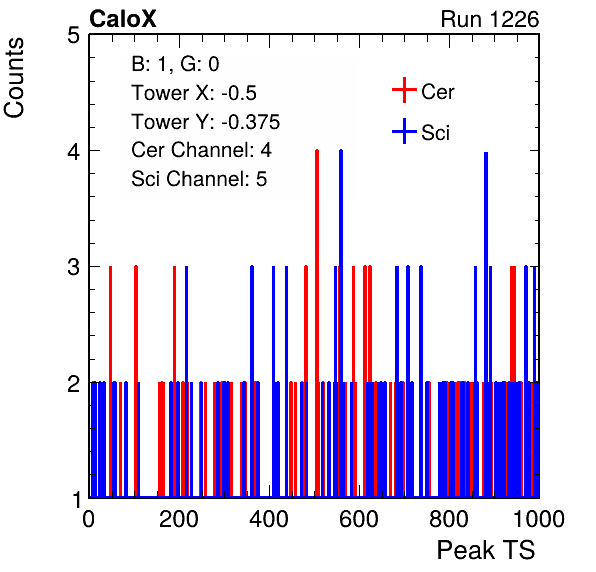 CaloX Run 1226
Counts
5
4
3
2
1
B: 1, G: 0
Tower X: -0.5
Tower Y: -0.375
Cer Channel: 4
Sci Channel: 5
Cer
Sci
0 200 400 600 800 1000
Peak TS